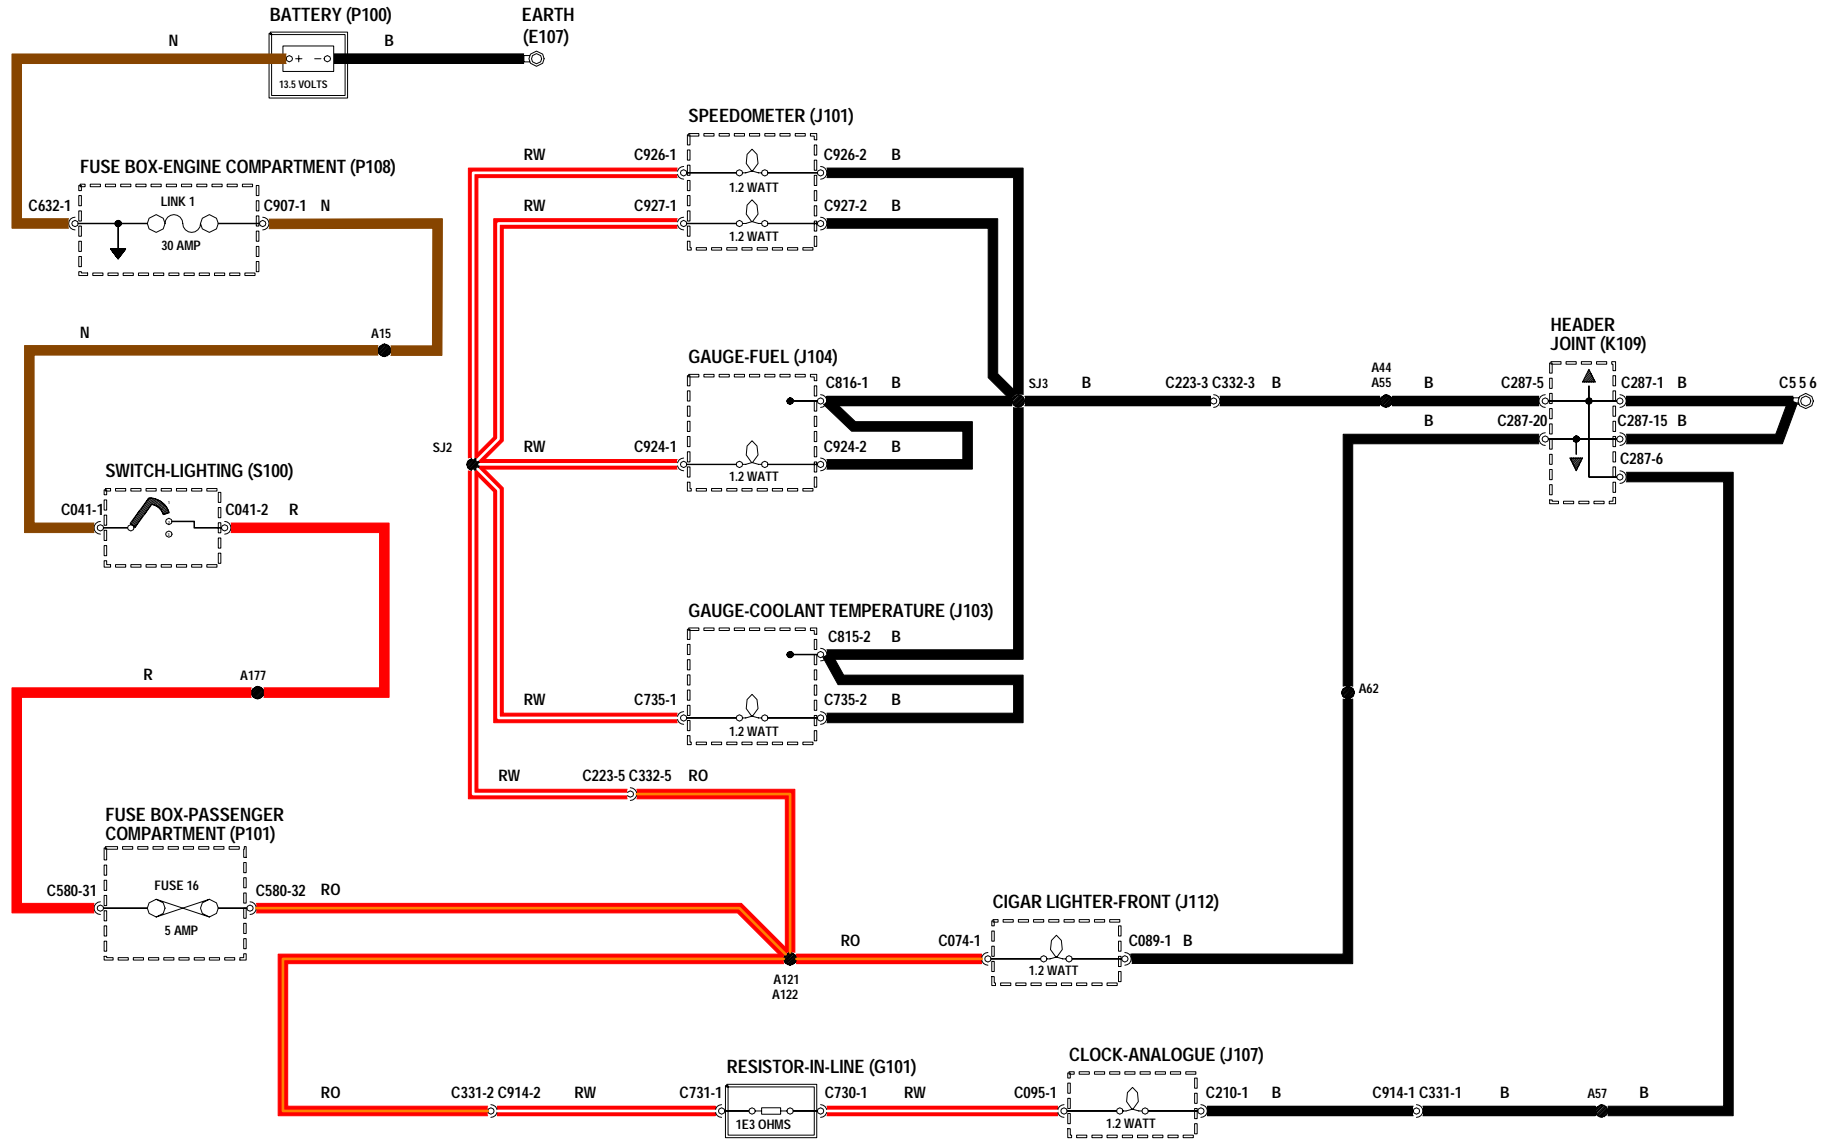 BATTERY (P100)
EARTH
(E107)
N
B
+ −
13.5 VOLTS
SPEEDOMETER (J101)
RW
C926-1
C926-2
B
1.2 WATT
RW
C927-1
C927-2
B
1.2 WATT
FUSE BOX-ENGINE COMPARTMENT (P108)
C632-1
LINK 1
C907-1
N
30 AMP
N
A15
HEADER
JOINT (K109)
GAUGE-FUEL (J104)
C816-1
B
SJ3
B
C223-3 C332-3
B
A44
A55
B
C287-5
C287-1
B
C556
B
C287-20
C287-15
B
C287-6
SJ2
RW
C924-1
C924-2
B
1.2 WATT
SWITCH-LIGHTING (S100)
C041-1
C041-2
R
GAUGE-COOLANT TEMPERATURE (J103)
C815-2
B
R
A177
A62
RW
C735-1
C735-2
B
1.2 WATT
RW
C223-5 C332-5
RO
FUSE BOX-PASSENGER
COMPARTMENT (P101)
C580-31
FUSE 16
C580-32
RO
5 AMP
CIGAR LIGHTER-FRONT (J112)
RO
C074-1
C089-1
B
1.2 WATT
A121
A122
RESISTOR-IN-LINE (G101)
CLOCK-ANALOGUE (J107)
RO
C331-2 C914-2
RW
C731-1
C730-1
RW
C095-1
C210-1
B
C914-1 C331-1
B
A57
B
1E3 OHMS
1.2 WATT